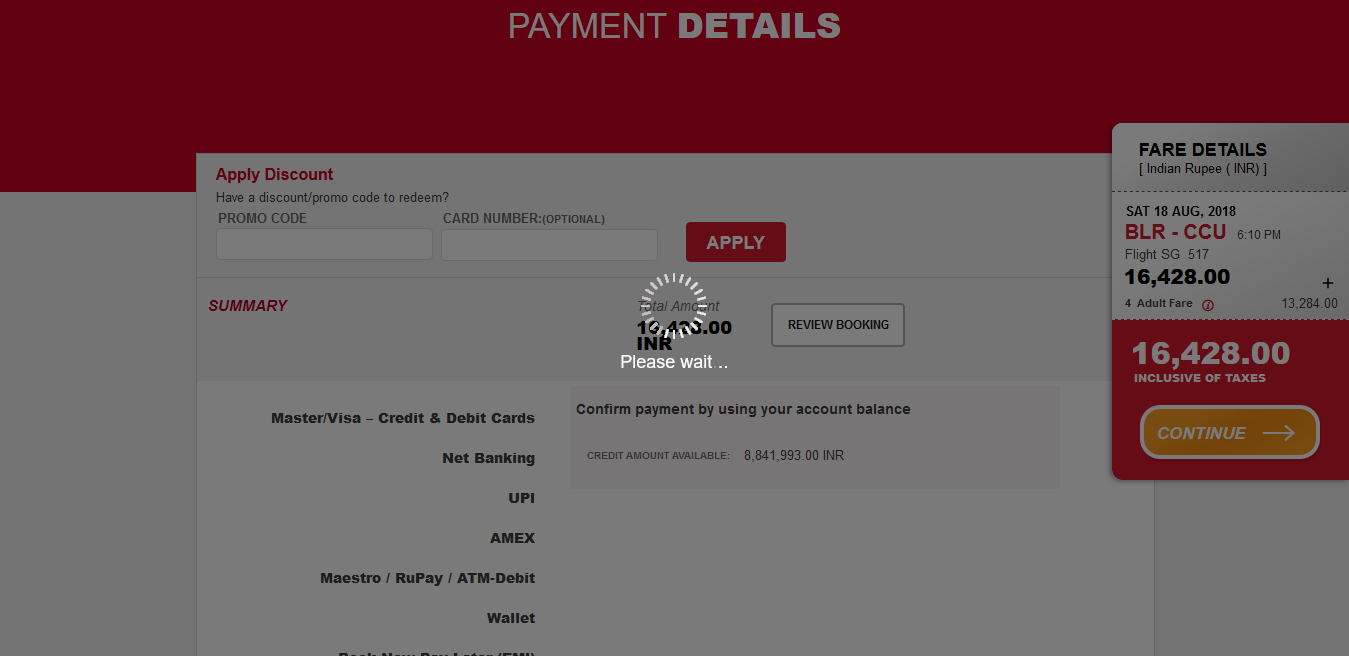 PAYMENT DETAILS
Apply Discount
Have a discount/promo code to redeem?
PROMO CODE
CARD NUMBER:(OPTIONAL)
APPLY
SUMMARY
Total Amount
16,428.00
INR
REVIEW BOOKING
Please wait...
Master/Visa – Credit & Debit Cards
Net Banking
UPI
AMEX
Maestro / RuPay / ATM-Debit
Wallet
Book Now Pay Later (EMI)
Confirm payment by using your account balance
CREDIT AMOUNT AVAILABLE: 8,841,993.00 INR
FARE DETAILS
[ Indian Rupee ( INR) ]
SAT 18 AUG, 2018
BLR - CCU 6:10 PM
Flight SG 517
16,428.00 +
4 Adult Fare i 13,284.00
16,428.00
INCLUSIVE OF TAXES
CONTINUE